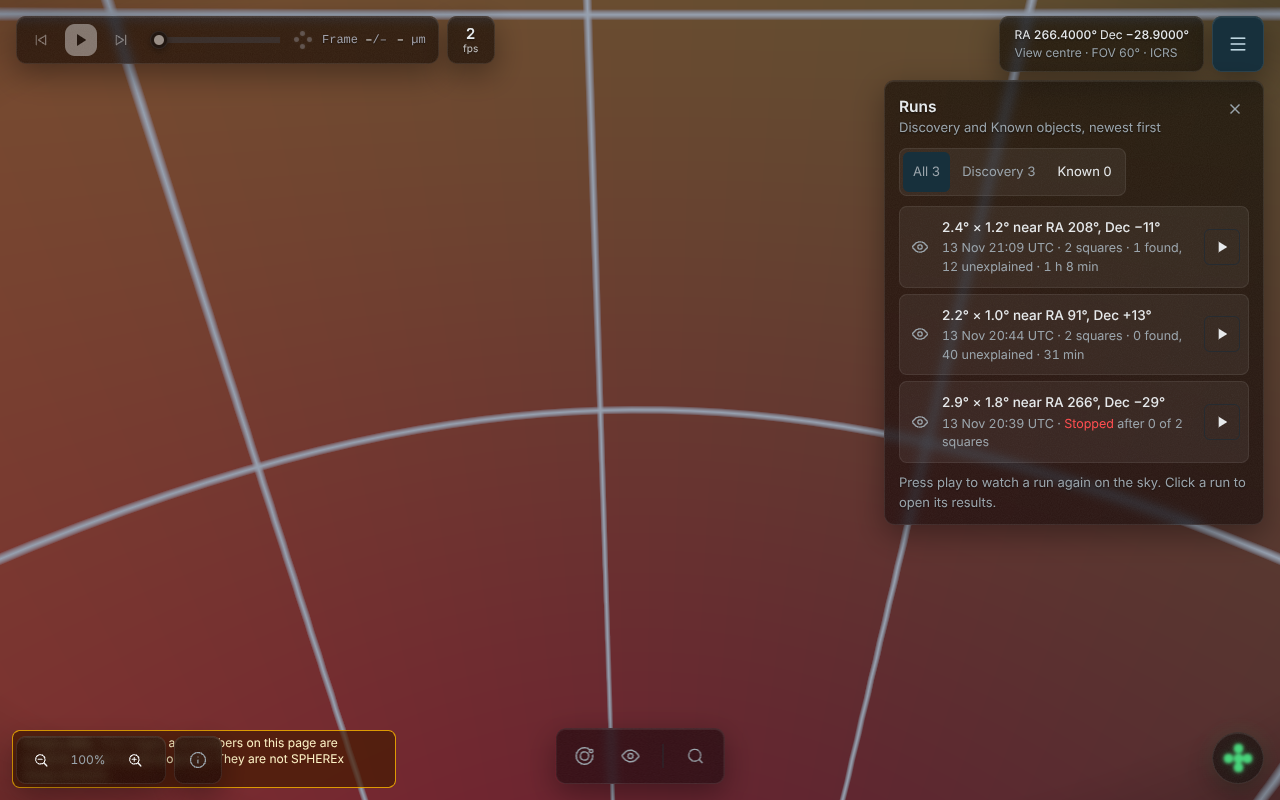 Frame –/– – µm
2
fps
RA 266.4000° Dec −28.9000°
View centre · FOV 60° · ICRS
Runs
Discovery and Known objects, newest first
All 3 Discovery 3 Known 0
2.4° × 1.2° near RA 208°, Dec −11°
13 Nov 21:09 UTC · 2 squares · 1 found,
12 unexplained · 1 h 8 min
2.2° × 1.0° near RA 91°, Dec +13°
13 Nov 20:44 UTC · 2 squares · 0 found,
40 unexplained · 31 min
2.9° × 1.8° near RA 266°, Dec −29°
13 Nov 20:39 UTC · Stopped after 0 of 2
squares
Press play to watch a run again on the sky. Click a run to
open its results.
on this page are
They are not SPHEREx
100%